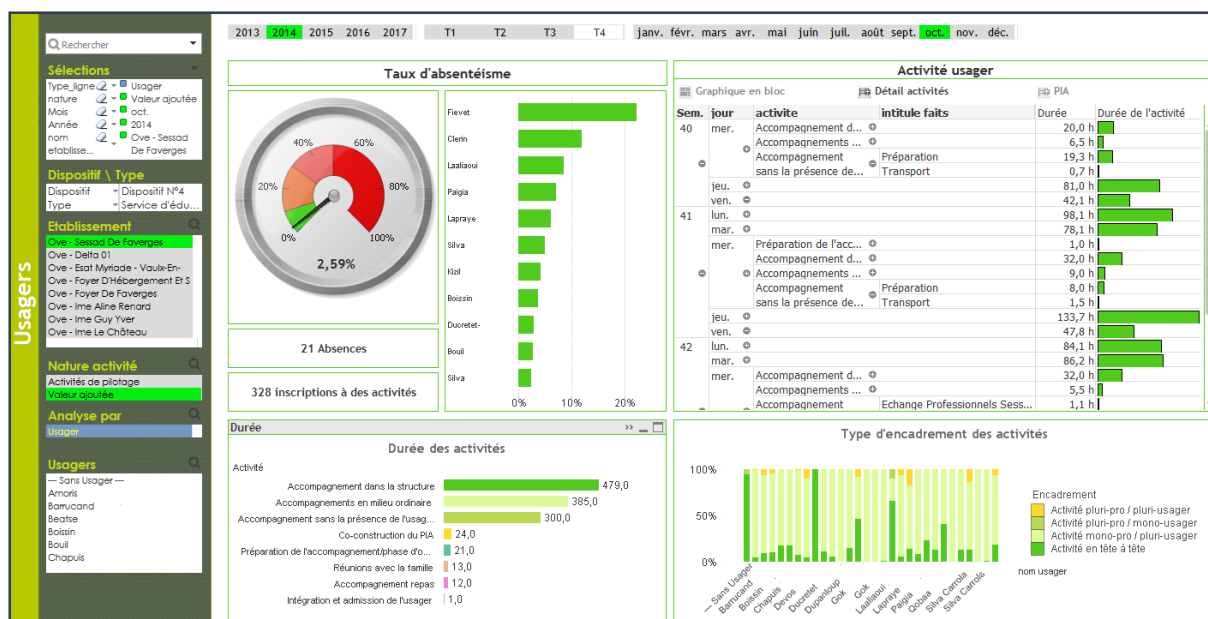 2013 2014 2015 2016 2017 T1 T2 T3 T4 janv. févr. mars avr. mai juin juil. août sept. oct. nov. déc.
Usagers
Rechercher
Sélections
Type_ligne Usager
nature Valeur ajoutée
Mois oct.
Année 2014
nom Ove - Sessad
etablisse... De Faverges
Dispositif \ Type
Dispositif Dispositif N°4
Type Service d'édu...
Etablissement
Ove - Sessad De Faverges
Ove - Delta 01
Ove - Esat Myriade - Vaulx-En-
Ove - Foyer D'Hébergement Et S
Ove - Foyer De Faverges
Ove - Ime Aline Renard
Ove - Ime Guy Yver
Ove - Ime Le Château
Nature activité
Activités de pilotage
Valeur ajoutée
Analyse par
Usager
Usagers
--- Sans Usager ---
Amoris
Barrucand
Beatse
Boissin
Bouil
Chapuis
Taux d'absentéisme
0% 20% 40% 60% 80% 100%
2,59%
21 Absences
328 inscriptions à des activités
Fievet
Clerin
Laaliaoui
Paigia
Lapraye
Silva
Kizil
Boissin
Ducretet-
Bouil
Silva
0% 10% 20%
Activité usager
Graphique en bloc Détail activités PIA
Sem. jour activite intitule faits Durée Durée de l'activité
40 mer. Accompagnement d... 20,0 h
Accompagnements ... 6,5 h
Accompagnement Préparation 19,3 h
sans la présence de... Transport 0,7 h
jeu. 81,0 h
ven. 42,1 h
41 lun. 98,1 h
mar. 78,1 h
mer. Préparation de l'acc... 1,0 h
Accompagnement d... 32,0 h
Accompagnements ... 9,0 h
Accompagnement Préparation 8,0 h
sans la présence de... Transport 1,5 h
jeu. 133,7 h
ven. 47,8 h
42 lun. 84,1 h
mar. 86,2 h
mer. Accompagnement d... 32,0 h
Accompagnements ... 5,5 h
Accompagnement Echange Professionnels Sess... 1,1 h
Durée
Durée des activités
Activité
Accompagnement dans la structure 479,0
Accompagnements en milieu ordinaire 385,0
Accompagnement sans la présence de l'usag... 300,0
Co-construction du PIA 24,0
Préparation de l'accompagnement/phase d'o... 21,0
Réunions avec la famille 13,0
Accompagnement repas 12,0
Intégration et admission de l'usager 1,0
Type d'encadrement des activités
100%
50%
0%
--- Sans Usager
Barrucand
Boissin
Chapuis
Devos
Ducretet
Dupanloup
Gok
Gok
Laaliaoui
Lapraye
Paigia
Qobaa
Silva Carrola
Silva Carrola
Encadrement
Activité pluri-pro / pluri-usager
Activité pluri-pro / mono-usager
Activité mono-pro / pluri-usager
Activité en tête à tête
nom usager